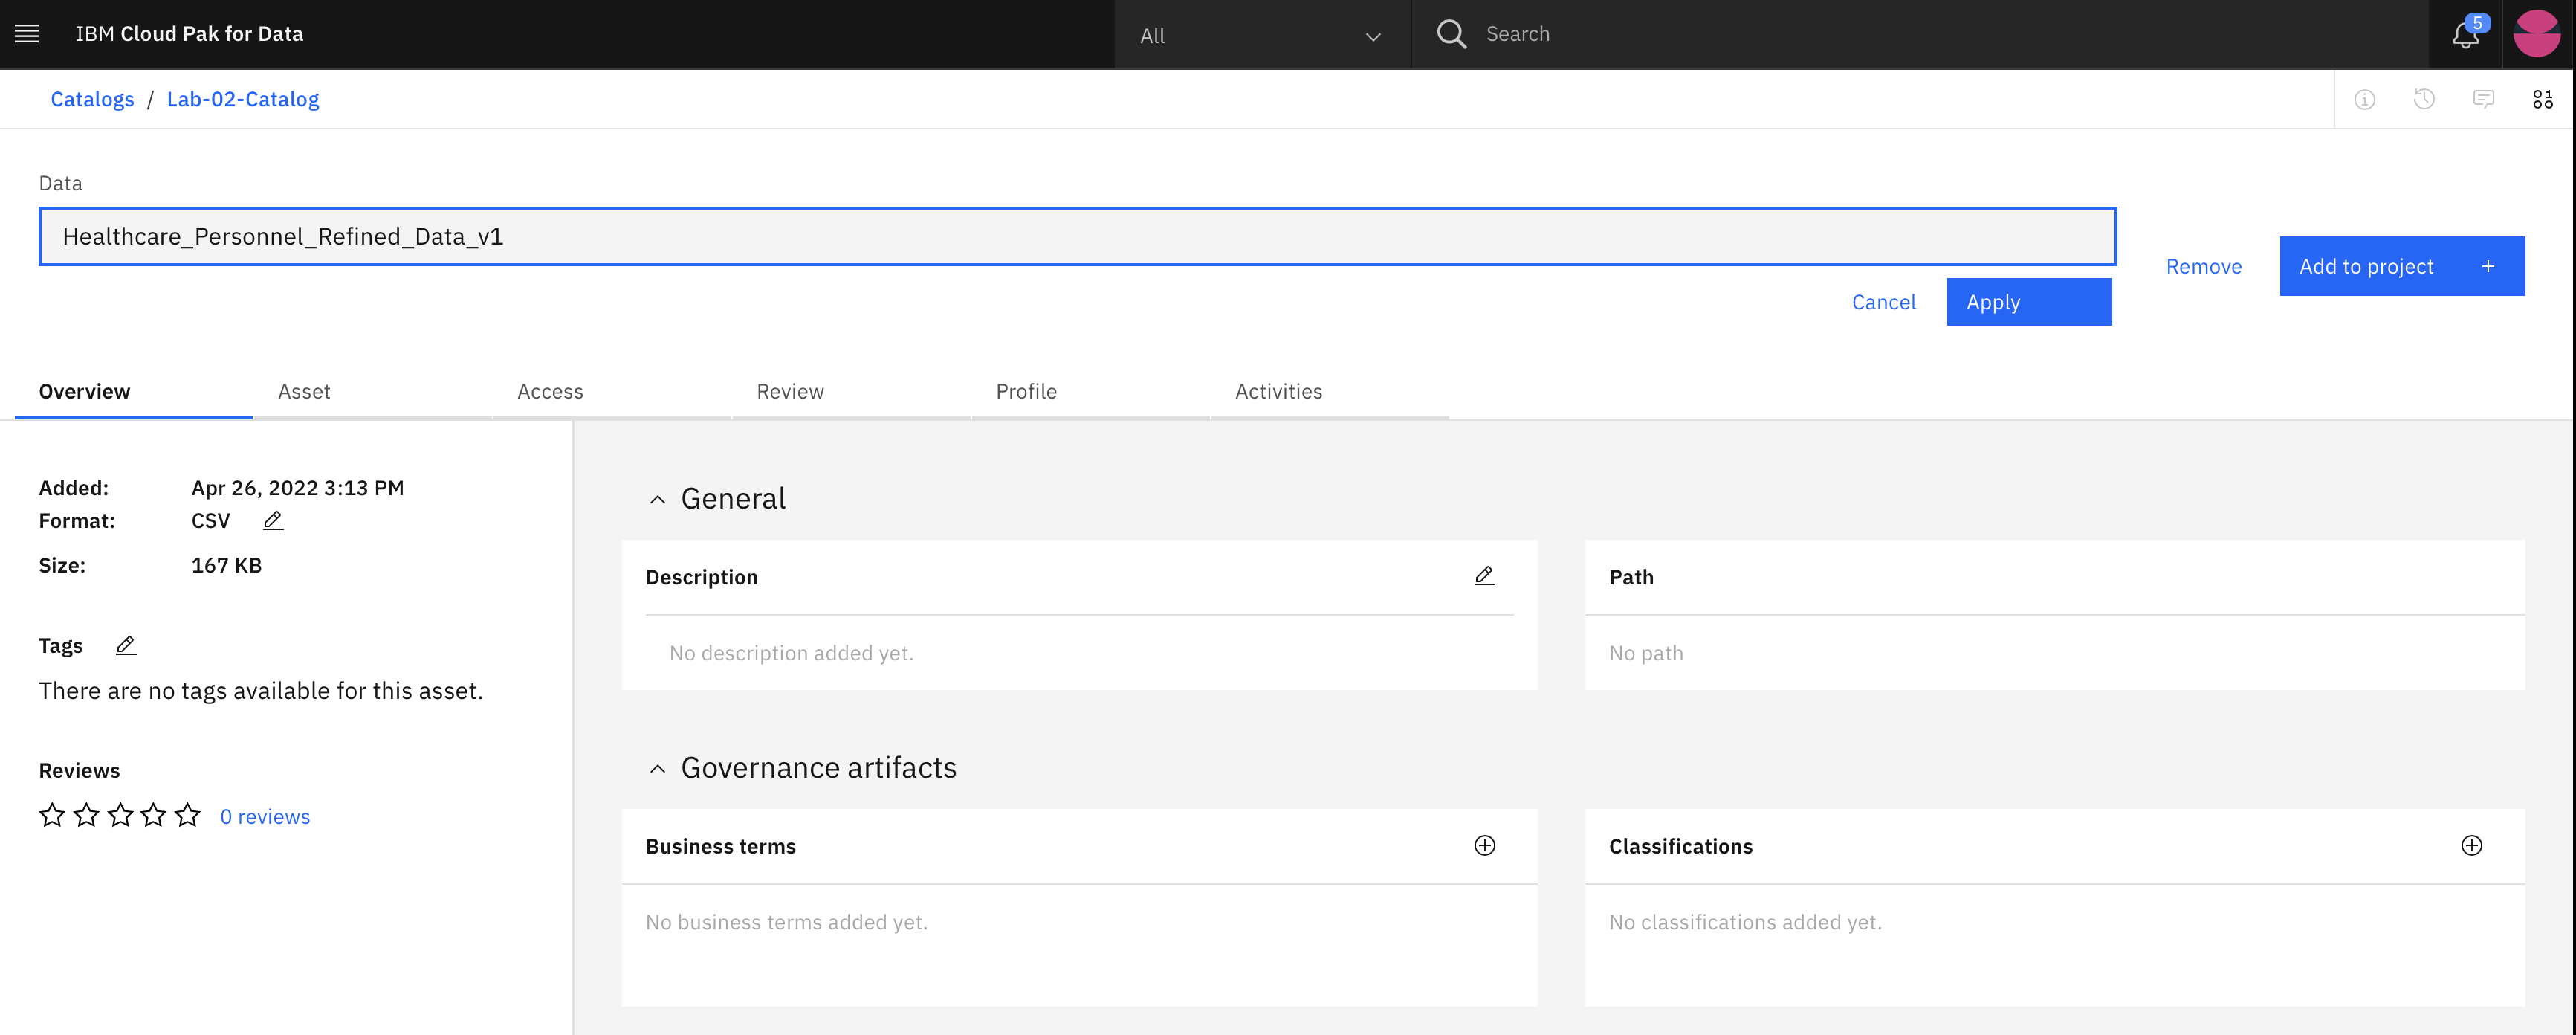 IBM Cloud Pak for Data
All
Search
5
Catalogs / Lab-02-Catalog
Data
Healthcare_Personnel_Refined_Data_v1
Remove
Add to project +
Cancel
Apply
Overview
Asset
Access
Review
Profile
Activities
Added: Apr 26, 2022 3:13 PM
Format: CSV
Size: 167 KB
Tags
There are no tags available for this asset.
Reviews
0 reviews
General
Description
No description added yet.
Path
No path
Governance artifacts
Business terms
No business terms added yet.
Classifications
No classifications added yet.